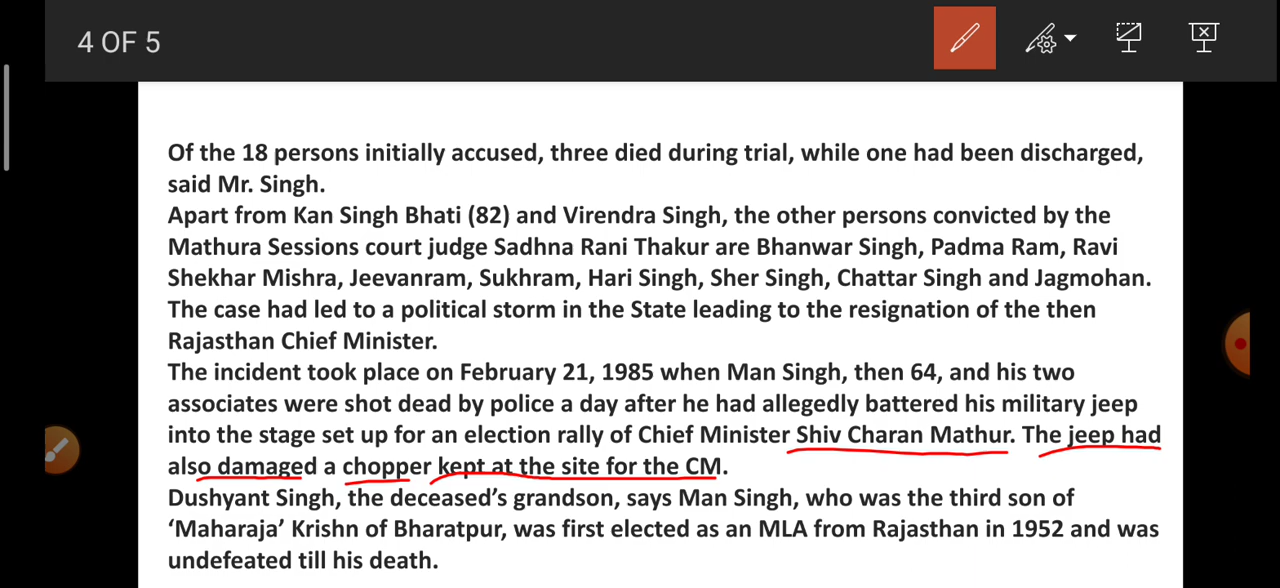 4 OF 5
Of the 18 persons initially accused, three died during trial, while one had been discharged,
said Mr. Singh.
Apart from Kan Singh Bhati (82) and Virendra Singh, the other persons convicted by the
Mathura Sessions court judge Sadhna Rani Thakur are Bhanwar Singh, Padma Ram, Ravi
Shekhar Mishra, Jeevanram, Sukhram, Hari Singh, Sher Singh, Chattar Singh and Jagmohan.
The case had led to a political storm in the State leading to the resignation of the then
Rajasthan Chief Minister.
The incident took place on February 21, 1985 when Man Singh, then 64, and his two
associates were shot dead by police a day after he had allegedly battered his military jeep
into the stage set up for an election rally of Chief Minister Shiv Charan Mathur. The jeep had
also damaged a chopper kept at the site for the CM.
Dushyant Singh, the deceased’s grandson, says Man Singh, who was the third son of
‘Maharaja’ Krishn of Bharatpur, was first elected as an MLA from Rajasthan in 1952 and was
undefeated till his death.